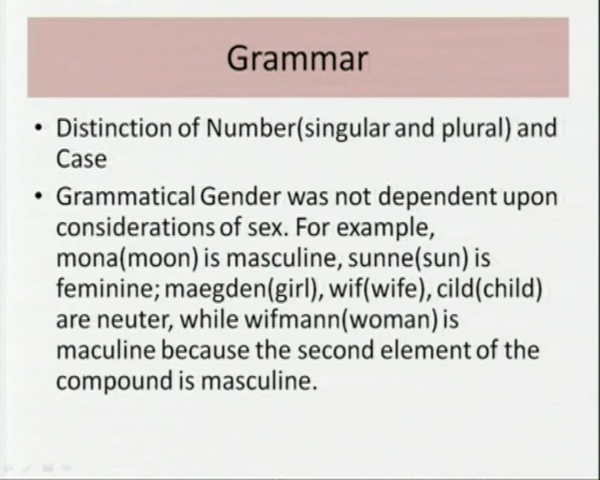 Grammar
• Distinction of Number(singular and plural) and
Case
• Grammatical Gender was not dependent upon
considerations of sex. For example,
mona(moon) is masculine, sunne(sun) is
feminine; maegden(girl), wif(wife), cild(child)
are neuter, while wifmann(woman) is
maculine because the second element of the
compound is masculine.